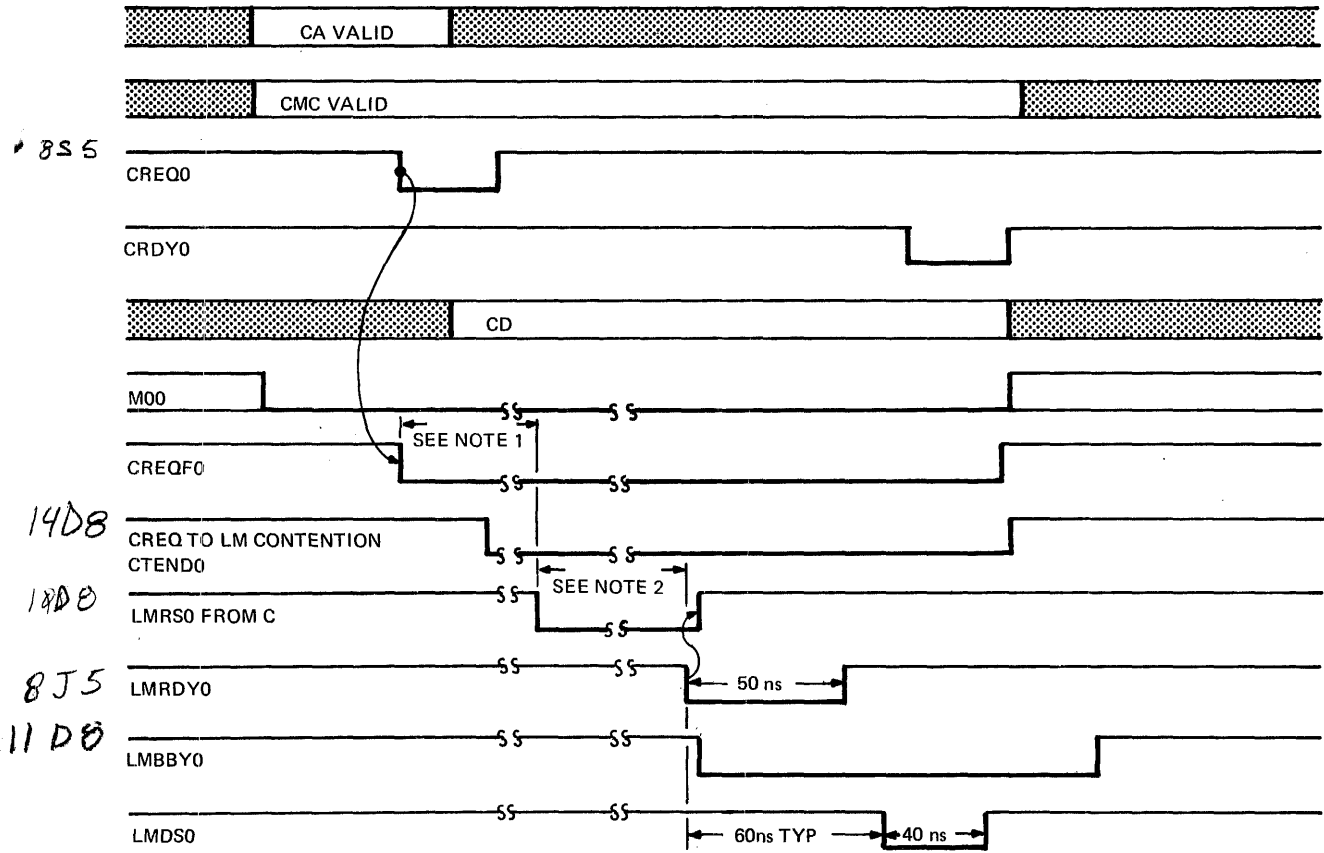 CA VALID
CMC VALID
8S5
CREQ0
CRDY0
CD
M00
SEE NOTE 1
CREQF0
14D8
CREQ TO LM CONTENTION
CTEND0
SEE NOTE 2
LMRS0 FROM C
8J5
LMRDY0
50 ns
11D8
LMBBY0
LMDS0
60ns TYP
40 ns